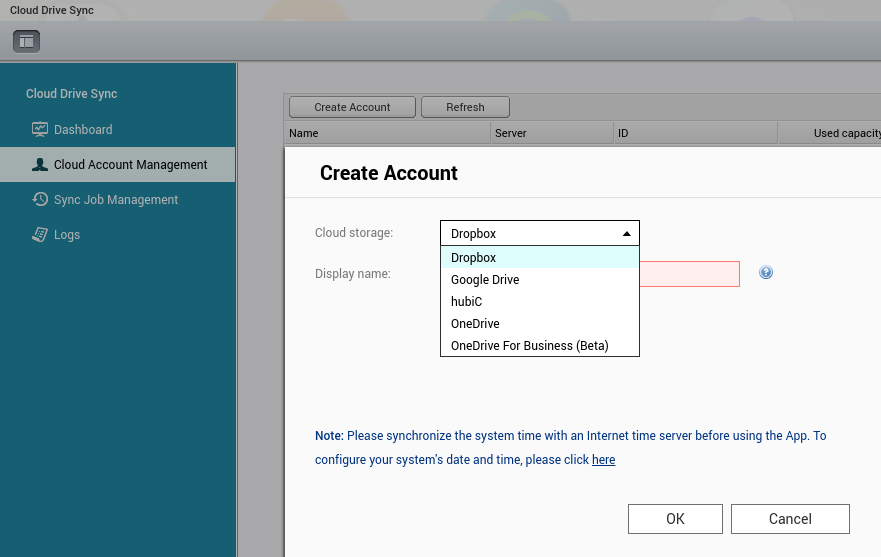 Cloud Drive Sync
Cloud Drive Sync
Dashboard
Cloud Account Management
Sync Job Management
Logs
Create Account Refresh
Name Server ID Used capacity
Create Account
Cloud storage: Dropbox
Dropbox
Display name:
Google Drive
hubiC
OneDrive
OneDrive For Business (Beta)
Note: Please synchronize the system time with an Internet time server before using the App. To
configure your system's date and time, please click here
OK Cancel